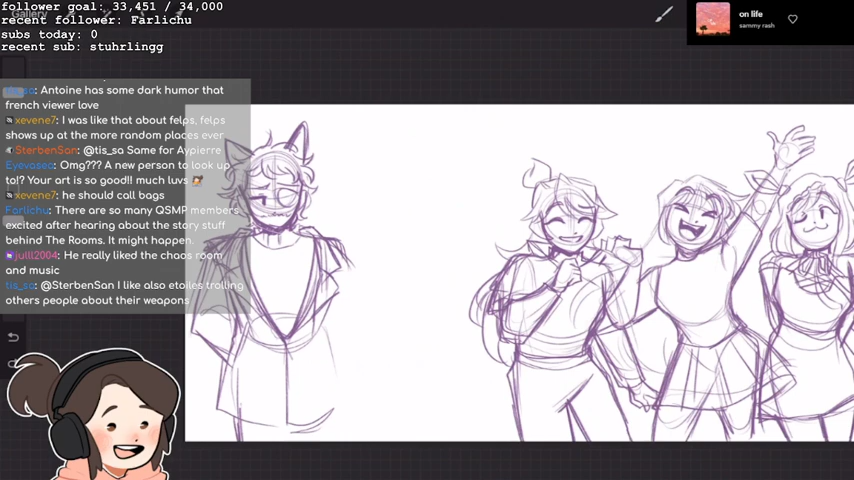 follower goal: 33,451 / 34,000
recent follower: Farlichu
subs today: 0
recent sub: stuhrlingg
Gallery
on life
sammy rash
tis_sa: Antoine has some dark humor that
french viewer love
xevene7: I was like that about felps, felps
shows up at the more random places ever
SterbenSan: @tis_sa Same for Aypierre
Eyevasea: Omg??? A new person to look up
to!? Your art is so good!! much luvs
xevene7: he should call bags
Farlichu: There are so many QSMP members
excited after hearing about the story stuff
behind The Rooms. It might happen.
julll2004: He really liked the chaos room
and music
tis_sa: @SterbenSan I like also etoiles trolling
others people about their weapons